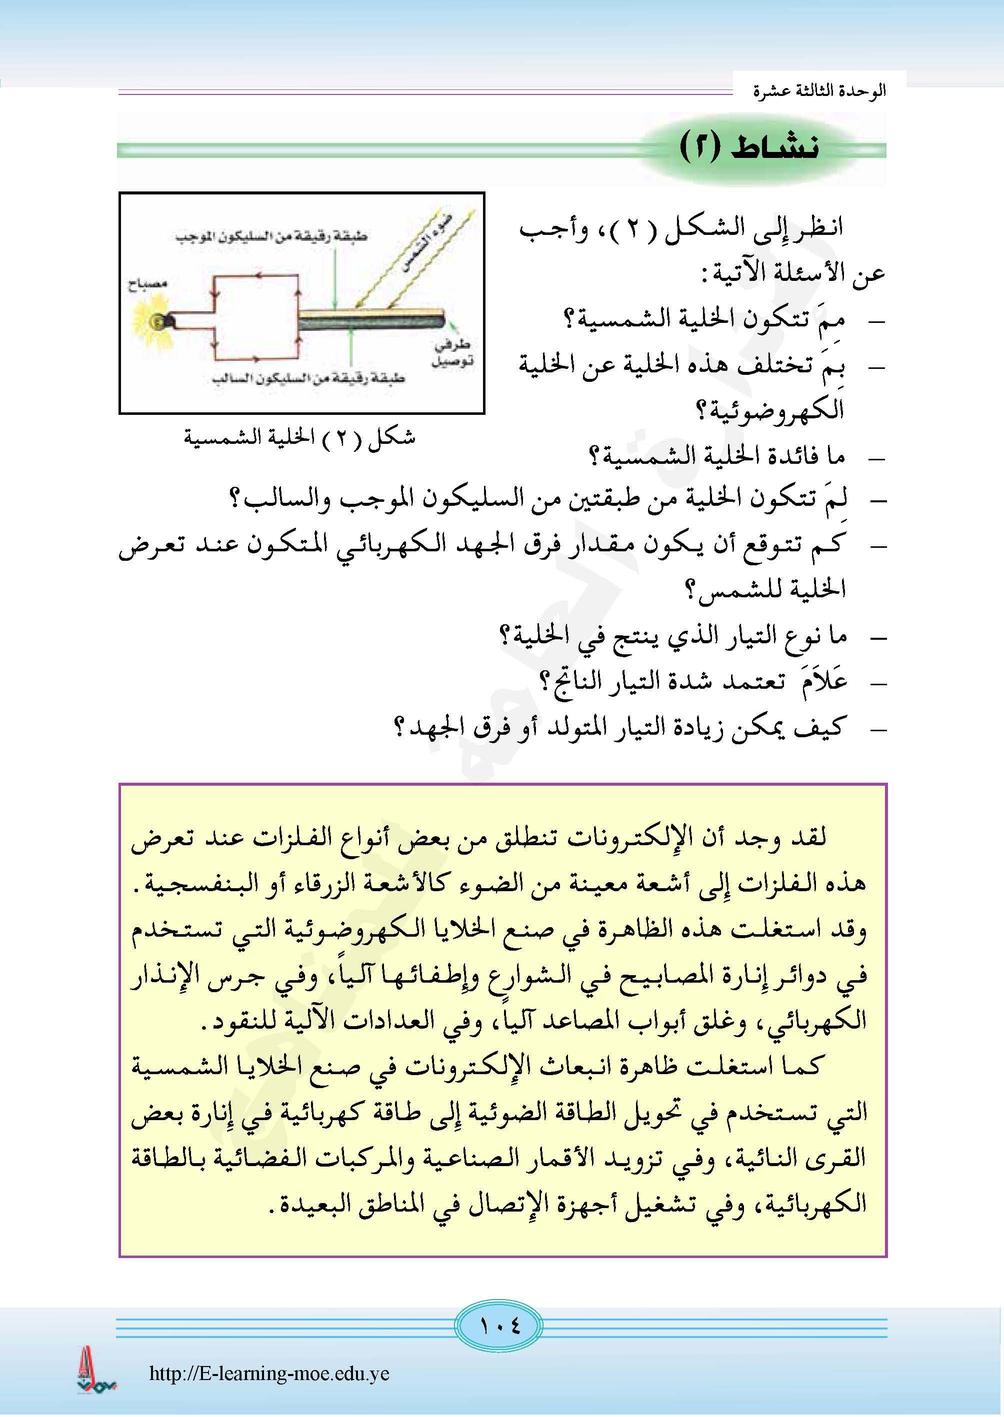 الوحدة الثالثة عشرة
نشـاط (٢)
انظر إلى الشكل (٢)، وأجب
عن الأسئلة الآتية:
– مِمَ تتكون الخلية الشمسية؟
– بِمَ تختلف هذه الخلية عن الخلية
الكهروضوئية؟
– ما فائدة الخلية الشمسية؟
– لِمَ تتكون الخلية من طبقتين من السليكون الموجب والسالب؟
– كم تتوقع أن يكون مقدار فرق الجهد الكهربائي المتكون عند تعرض
الخلية للشمس؟
– ما نوع التيار الذي ينتج في الخلية؟
– عَلاَمَ تعتمد شدة التيار الناتج؟
– كيف يمكن زيادة التيار المتولد أو فرق الجهد؟
ضوء الشمس
طبقة رقيقة من السليكون الموجب
مصباح
طرفي
توصيل
طبقة رقيقة من السليكون السالب
شكل (٢) الخلية الشمسية
لقد وجد أن الإلكترونات تنطلق من بعض أنواع الفلزات عند تعرض
هذه الفلزات إلى أشعة معينة من الضوء كالأشعة الزرقاء أو البنفسجية.
وقد استغلت هذه الظاهرة في صنع الخلايا الكهروضوئية التي تستخدم
في دوائر إنارة المصابيح في الشوارع وإطفائها آلياً، وفي جرس الإنذار
الكهربائي، وغلق أبواب المصاعد آلياً، وفي العدادات الآلية للنقود.
كما استغلت ظاهرة انبعاث الإلكترونات في صنع الخلايا الشمسية
التي تستخدم في تحويل الطاقة الضوئية إلى طاقة كهربائية في إنارة بعض
القرى النائية، وفي تزويد الأقمار الصناعية والمركبات الفضائية بالطاقة
الكهربائية، وفي تشغيل أجهزة الإتصال في المناطق البعيدة.
١٠٤
http://E-learning-moe.edu.ye